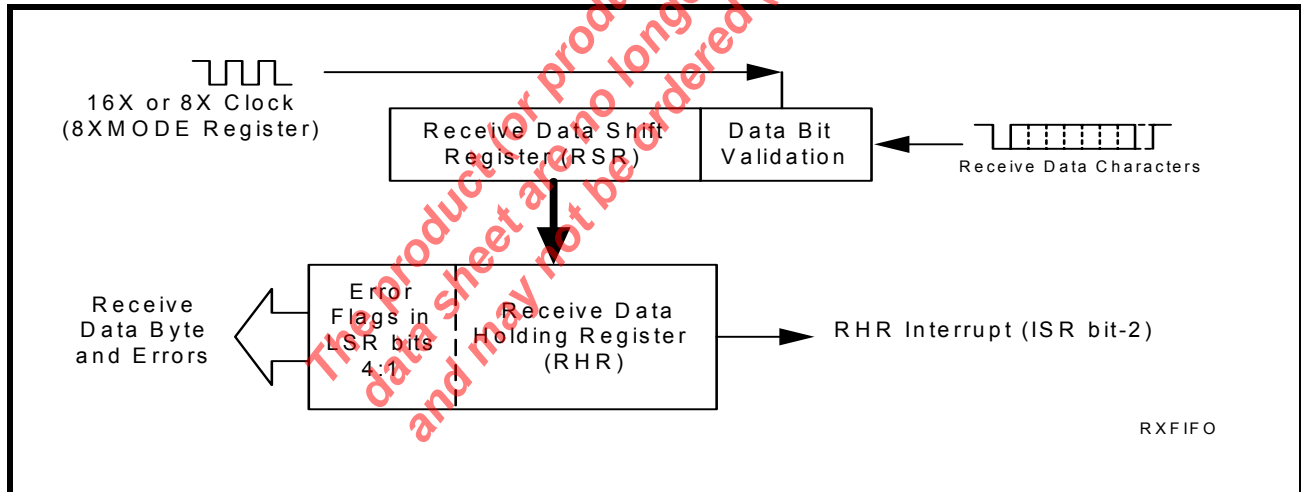 16X or 8X Clock
(8XMODE Register)
Receive Data Shift
Register (RSR)
Data Bit
Validation
Receive Data Characters
Receive
Data Byte
and Errors
Error
Flags in
LSR bits
4:1
Receive Data
Holding Register
(RHR)
RHR Interrupt (ISR bit-2)
RXFIFO
The product (or produ
data sheet are no longe
and may not be ordered (